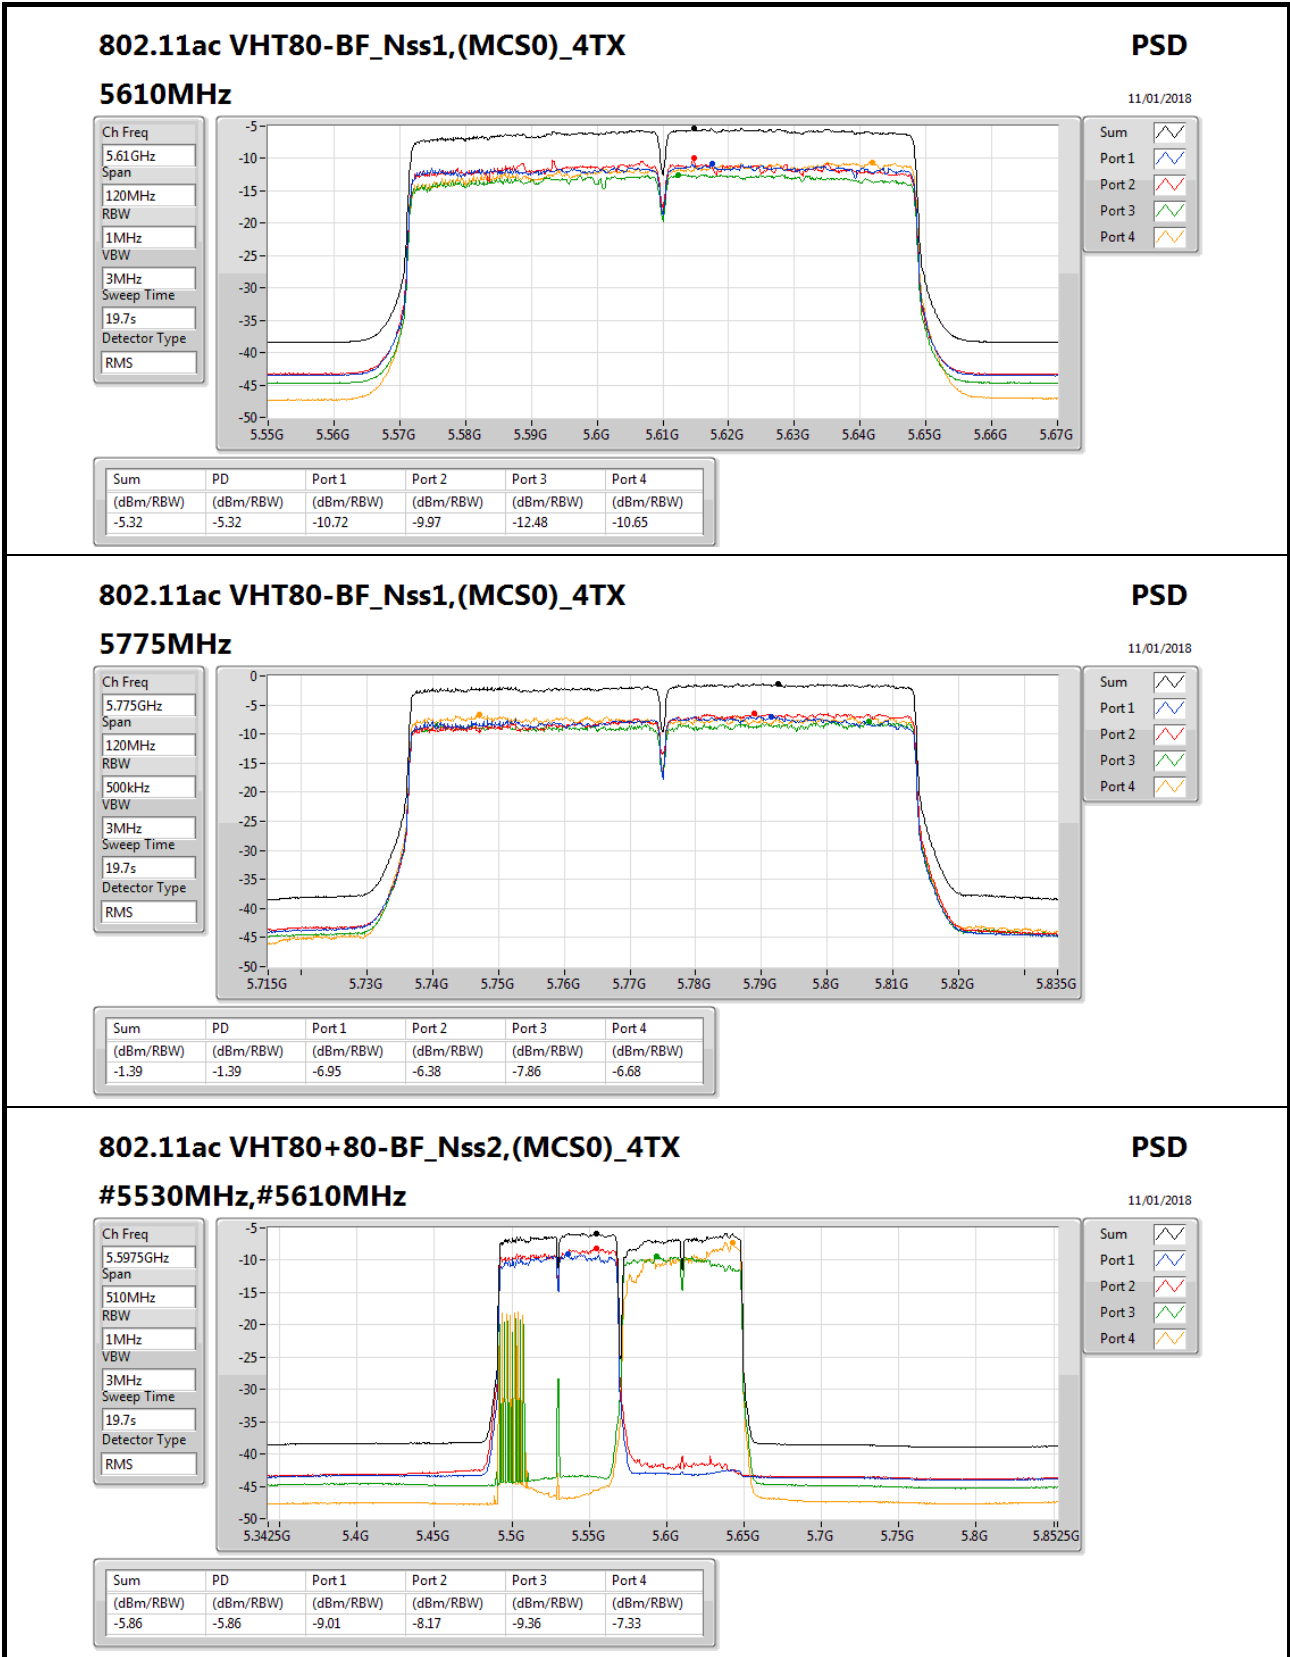 802.11ac VHT80-BF_Nss1,(MCS0)_4TX PSD
5610MHz 11/01/2018
Ch Freq
5.61GHz
Span
120MHz
RBW
1MHz
VBW
3MHz
Sweep Time
19.7s
Detector Type
RMS
-5
-10
-15
-20
-25
-30
-35
-40
-45
-50
5.55G 5.56G 5.57G 5.58G 5.59G 5.6G 5.61G 5.62G 5.63G 5.64G 5.65G 5.66G 5.67G
Sum
Port 1
Port 2
Port 3
Port 4
Sum PD Port 1 Port 2 Port 3 Port 4
(dBm/RBW) (dBm/RBW) (dBm/RBW) (dBm/RBW) (dBm/RBW) (dBm/RBW)
-5.32 -5.32 -10.72 -9.97 -12.48 -10.65
802.11ac VHT80-BF_Nss1,(MCS0)_4TX PSD
5775MHz 11/01/2018
Ch Freq
5.775GHz
Span
120MHz
RBW
500kHz
VBW
3MHz
Sweep Time
19.7s
Detector Type
RMS
0
-5
-10
-15
-20
-25
-30
-35
-40
-45
-50
5.715G 5.73G 5.74G 5.75G 5.76G 5.77G 5.78G 5.79G 5.8G 5.81G 5.82G 5.835G
Sum
Port 1
Port 2
Port 3
Port 4
Sum PD Port 1 Port 2 Port 3 Port 4
(dBm/RBW) (dBm/RBW) (dBm/RBW) (dBm/RBW) (dBm/RBW) (dBm/RBW)
-1.39 -1.39 -6.95 -6.38 -7.86 -6.68
802.11ac VHT80+80-BF_Nss2,(MCS0)_4TX PSD
#5530MHz,#5610MHz 11/01/2018
Ch Freq
5.5975GHz
Span
510MHz
RBW
1MHz
VBW
3MHz
Sweep Time
19.7s
Detector Type
RMS
-5
-10
-15
-20
-25
-30
-35
-40
-45
-50
5.3425G 5.4G 5.45G 5.5G 5.55G 5.6G 5.65G 5.7G 5.75G 5.8G 5.8525G
Sum
Port 1
Port 2
Port 3
Port 4
Sum PD Port 1 Port 2 Port 3 Port 4
(dBm/RBW) (dBm/RBW) (dBm/RBW) (dBm/RBW) (dBm/RBW) (dBm/RBW)
-5.86 -5.86 -9.01 -8.17 -9.36 -7.33